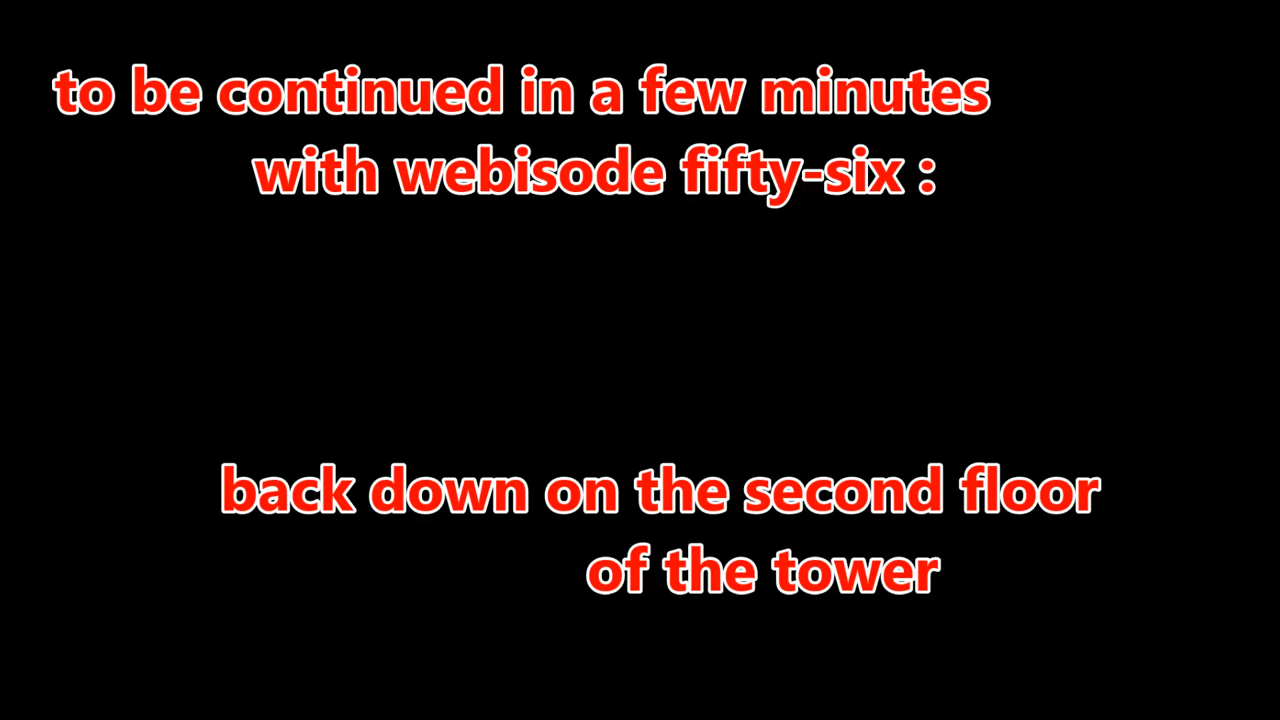 to be continued in a few minutes
with webisode fifty-six :
back down on the second floor
of the tower